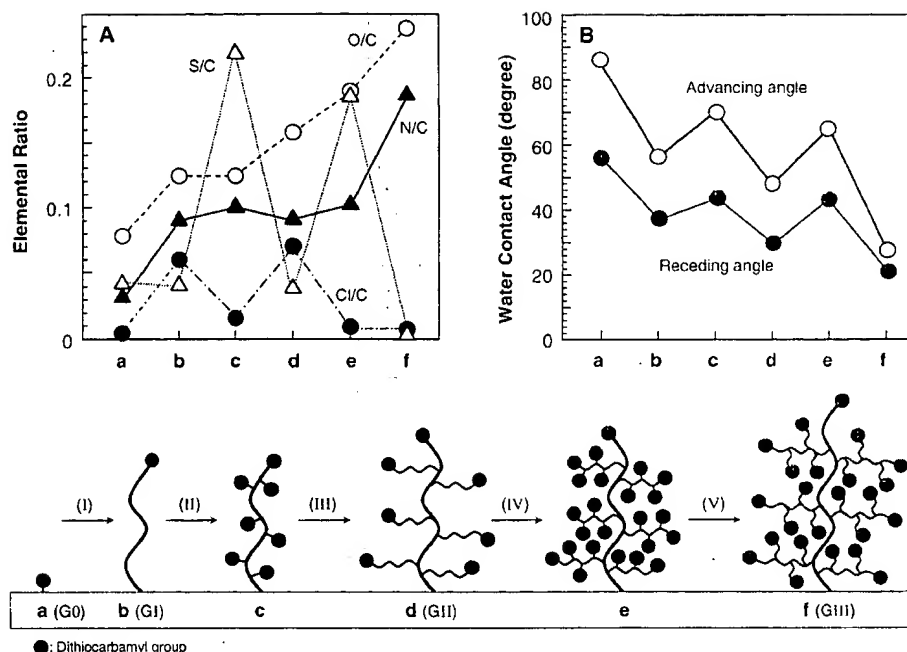 A
Elemental Ratio
0.2
0.1
0
O/C
S/C
N/C
Cl/C
a b c d e f
B
Water Contact Angle (degree)
100
80
60
40
20
0
Advancing angle
Receding angle
a b c d e f
(I) (II) (III) (IV) (V)
a (G0) b (GI) c d (GII) e f (GIII)
: Dithiocarbamyl group